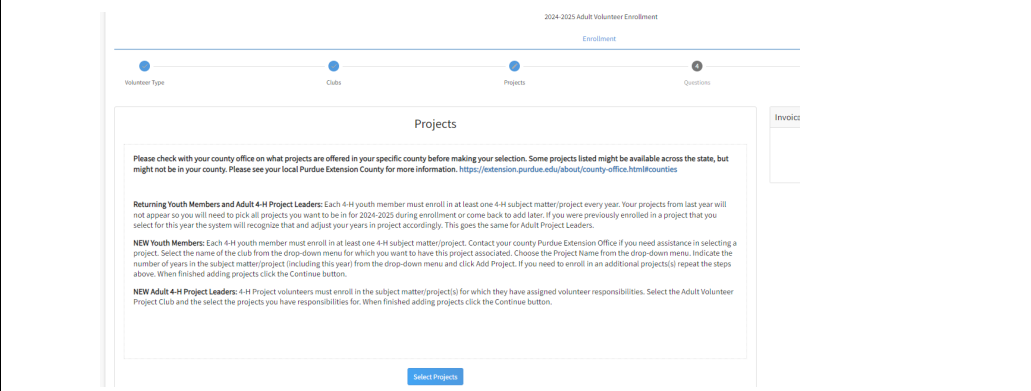 2024-2025 Adult Volunteer Enrollment
Enrollment
4
Volunteer Type
Clubs
Projects
Questions
Projects
Please check with your county office on what projects are offered in your specific county before making your selection. Some projects listed might be available across the state, but
might not be in your county. Please see your local Purdue Extension County for more information. https://extension.purdue.edu/about/county-office.html#counties
Returning Youth Members and Adult 4-H Project Leaders: Each 4-H youth member must enroll in at least one 4-H subject matter/project every year. Your projects from last year will
not appear so you will need to pick all projects you want to be in for 2024-2025 during enrollment or come back to add later. If you were previously enrolled in a project that you
select for this year the system will recognize that and adjust your years in project accordingly. This goes the same for Adult Project Leaders.
NEW Youth Members: Each 4-H youth member must enroll in at least one 4-H subject matter/project. Contact your county Purdue Extension Office if you need assistance in selecting a
project. Select the name of the club from the drop-down menu for which you want to have this project associated. Choose the Project Name from the drop-down menu. Indicate the
number of years in the subject matter/project (including this year) from the drop-down menu and click Add Project. If you need to enroll in an additional projects(s) repeat the steps
above. When finished adding projects click the Continue button.
NEW Adult 4-H Project Leaders: 4-H Project volunteers must enroll in the subject matter/project(s) for which they have assigned volunteer responsibilities. Select the Adult Volunteer
Project Club and the select the projects you have responsibilities for. When finished adding projects click the Continue button.
Select Projects